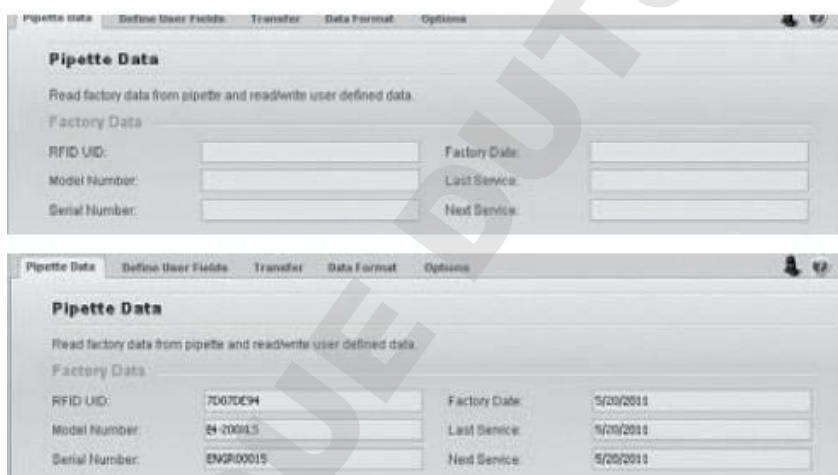 Pipette Data Define User Fields Transfer Data Format Options
Pipette Data
Read factory data from pipette and read/write user defined data.
Factory Data
RFID UID: Factory Date:
Model Number: Last Service:
Serial Number: Next Service:
Pipette Data Define User Fields Transfer Data Format Options
Pipette Data
Read factory data from pipette and read/write user defined data.
Factory Data
RFID UID: 7D07DE94 Factory Date: 5/20/2011
Model Number: Last Service: 5/20/2011
Serial Number: ENGR00015 Next Service: 5/20/2011